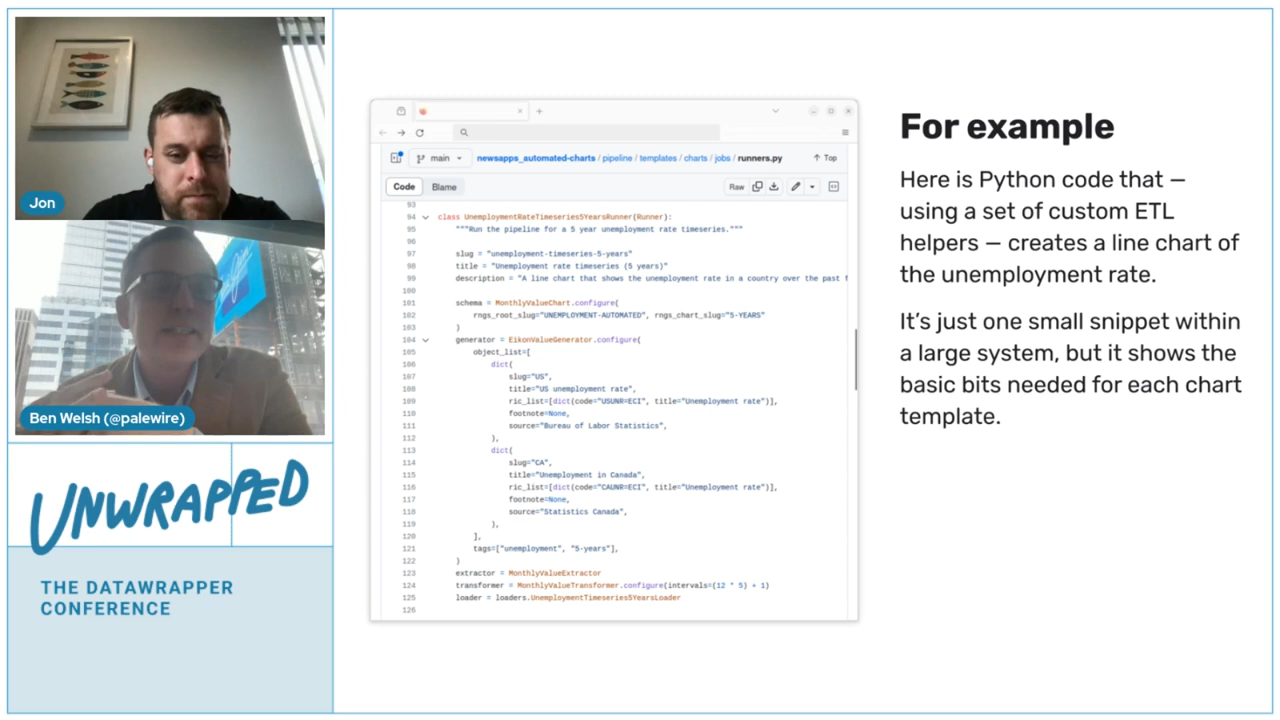 Jon
Ben Welsh (@palewire)
UNWRAPPED
THE DATAWRAPPER
CONFERENCE
main
newsapps_automated-charts / pipeline / templates / charts / jobs / runners.py
Top
Code
Blame
Raw
93
94 class UnemploymentRateTimeseries5YearsRunner(Runner):
95 """Run the pipeline for a 5 year unemployment rate timeseries."""
96
97 slug = "unemployment-timeseries-5-years"
98 title = "Unemployment rate timeseries (5 years)"
99 description = "A line chart that shows the unemployment rate in a country over the past f
100
101 schema = MonthlyValueChart.configure(
102 rngs_root_slug="UNEMPLOYMENT-AUTOMATED", rngs_chart_slug="5-YEARS"
103 )
104 generator = EikonValueGenerator.configure(
105 object_list=[
106 dict(
107 slug="US",
108 title="US unemployment rate",
109 ric_list=[dict(code="USUNR=ECI", title="Unemployment rate")],
110 footnote=None,
111 source="Bureau of Labor Statistics",
112 ),
113 dict(
114 slug="CA",
115 title="Unemployment in Canada",
116 ric_list=[dict(code="CAUNR=ECI", title="Unemployment rate")],
117 footnote=None,
118 source="Statistics Canada",
119 ),
120 ],
121 tags=["unemployment", "5-years"],
122 )
123 extractor = MonthlyValueExtractor
124 transformer = MonthlyValueTransformer.configure(intervals=(12 * 5) + 1)
125 loader = loaders.UnemploymentTimeseries5YearsLoader
126
For example
Here is Python code that —
using a set of custom ETL
helpers — creates a line chart of
the unemployment rate.
It's just one small snippet within
a large system, but it shows the
basic bits needed for each chart
template.